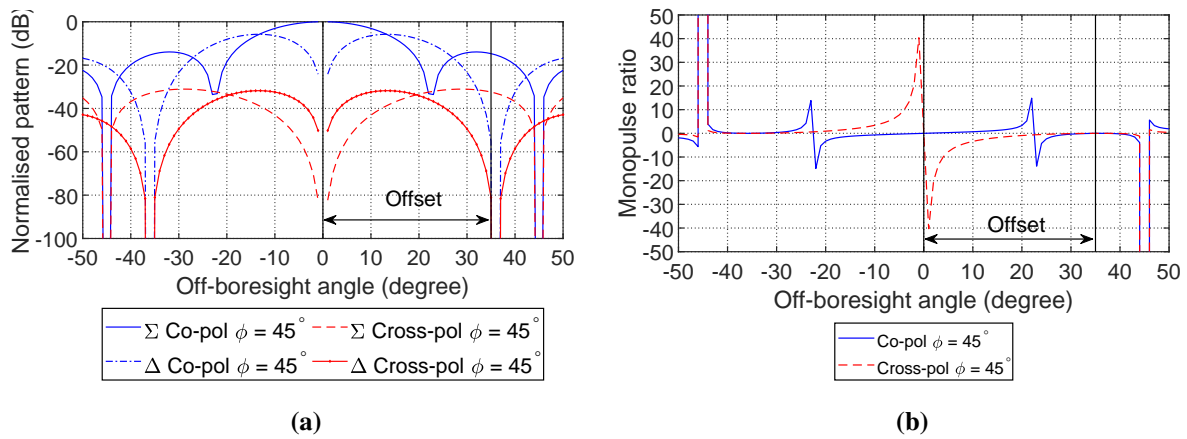 Normalised pattern (dB)
0
-20
-40
-60
-80
-100
Offset
-50 -40 -30 -20 -10 0 10 20 30 40 50
Off-boresight angle (degree)
Σ Co-pol ϕ = 45°
Σ Cross-pol ϕ = 45°
Δ Co-pol ϕ = 45°
Δ Cross-pol ϕ = 45°
(a)
Monopulse ratio
50
40
30
20
10
0
-10
-20
-30
-40
-50
Offset
-50 -40 -30 -20 -10 0 10 20 30 40 50
Off-boresight angle (degree)
Co-pol ϕ = 45°
Cross-pol ϕ = 45°
(b)